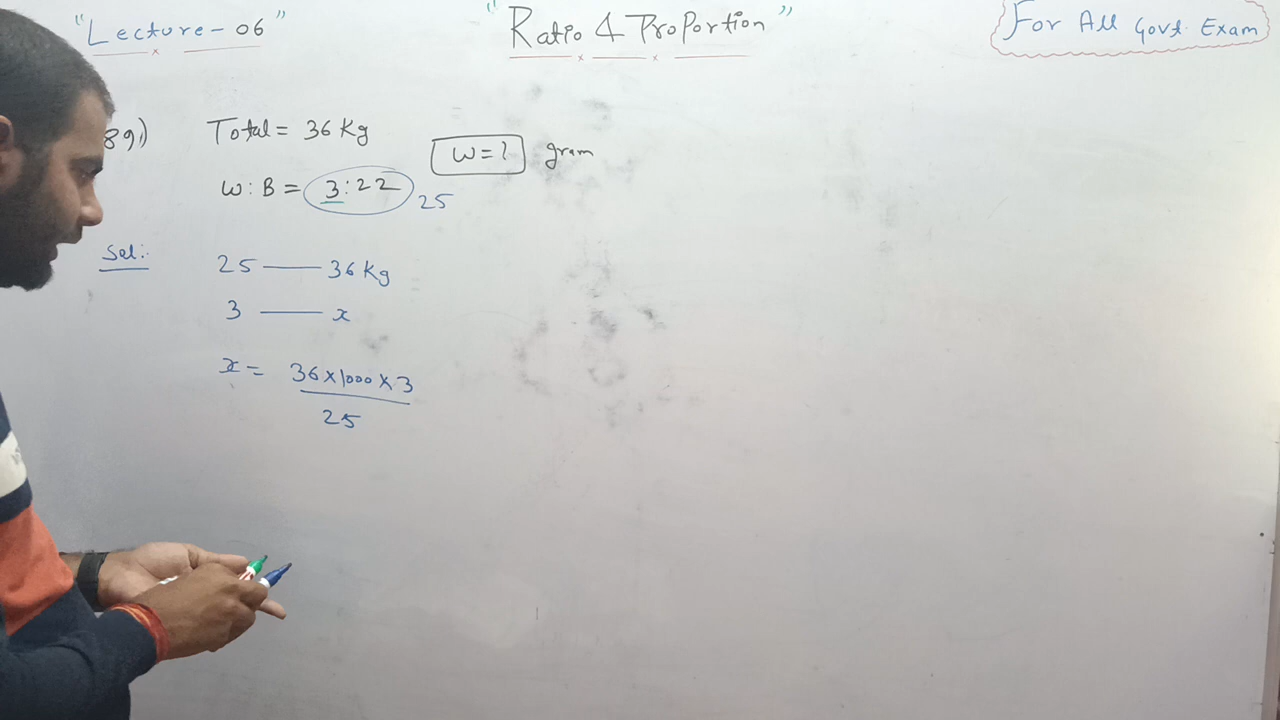 "Lecture-06"
"Ratio & Proportion"
For All Govt. Exam
89)
Total = 36 Kg
W = ? gram
W : B = 3 : 22
25
Sol:
25 — 36 Kg
3 — x
x = 36 × 1000 × 3
25